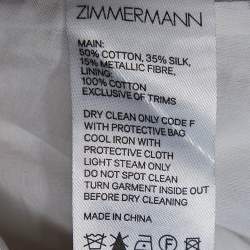 ZIMMERMANN
MAIN:
50% COTTON, 35% SILK,
15% METALLIC FIBRE,
LINING:
100% COTTON
EXCLUSIVE OF TRIMS
DRY CLEAN ONLY CODE F
WITH PROTECTIVE BAG
COOL IRON WITH
PROTECTIVE CLOTH
LIGHT STEAM ONLY
DO NOT SPOT CLEAN
TURN GARMENT INSIDE OUT
BEFORE DRY CLEANING
MADE IN CHINA